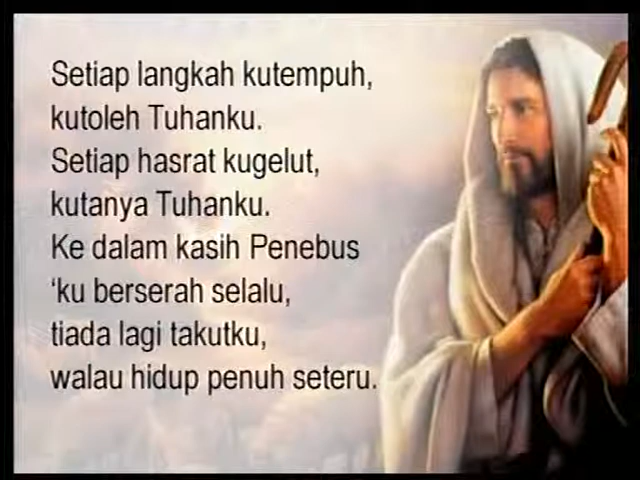 Setiap langkah kutempuh,
kutoleh Tuhanku.
Setiap hasrat kugelut,
kutanya Tuhanku.
Ke dalam kasih Penebus
‘ku berserah selalu,
tiada lagi takutku,
walau hidup penuh seteru.